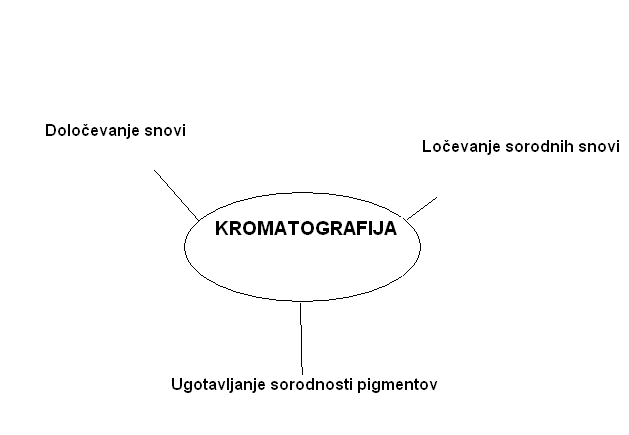 Določevanje snovi
Ločevanje sorodnih snovi
KROMATOGRAFIJA
Ugotavljanje sorodnosti pigmentov